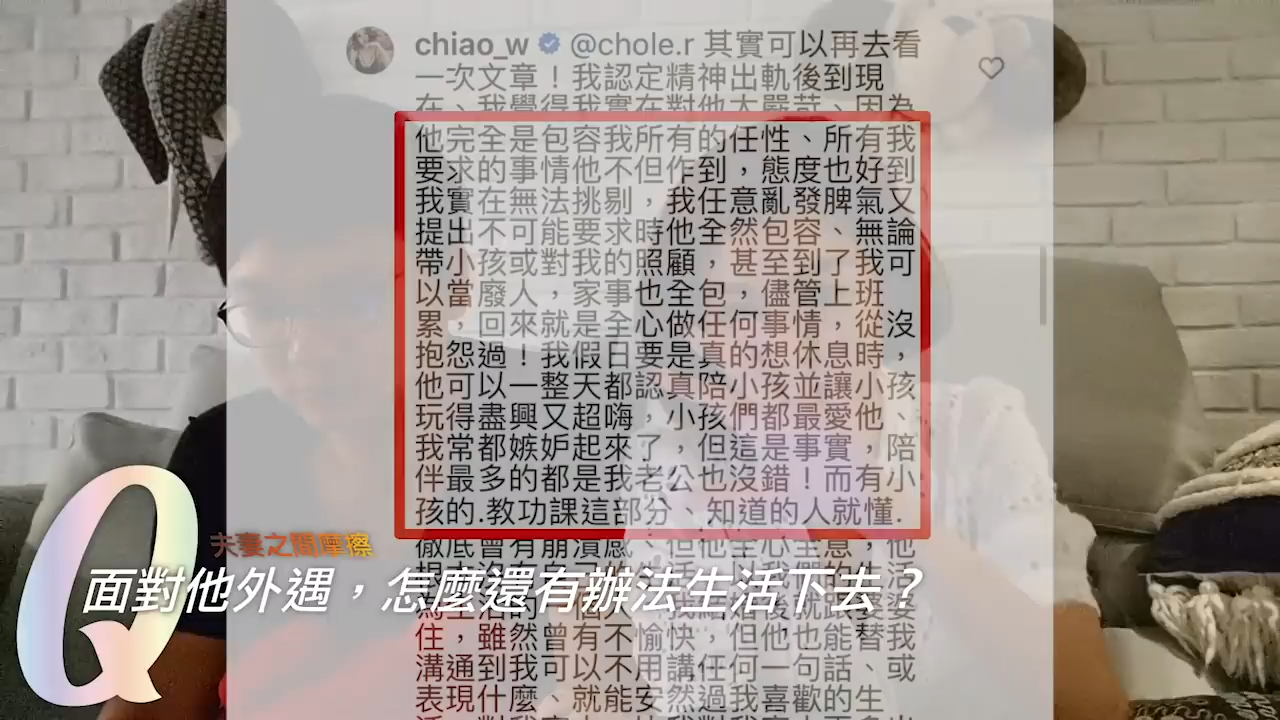 chiao_w @chole.r 其實可以再去看
一次文章！我認定精神出軌後到現
在、我覺得我實在對他太嚴苛、因為
他完全是包容我所有的任性、所有我
要求的事情他不但作到，態度也好到
我實在無法挑剔，我任意亂發脾氣又
提出不可能要求時他全然包容、無論
帶小孩或對我的照顧，甚至到了我可
以當廢人，家事也全包，儘管上班
累，回來就是全心做任何事情，從沒
抱怨過！我假日要是真的想休息時，
他可以一整天都認真陪小孩並讓小孩
玩得盡興又超嗨，小孩們都最愛他、
我常都嫉妒起來了，但這是事實，陪
伴最多的都是我老公也沒錯！而有小
孩的.教功課這部分、知道的人就懂.
徹底會有崩潰感、但他全心全意，他
Q
夫妻之間摩擦
面對他外遇，怎麼還有辦法生活下去？
住，雖然曾有不愉快，但他也能替我
溝通到我可以不用講任何一句話、或
表現什麼、就能安然過我喜歡的生